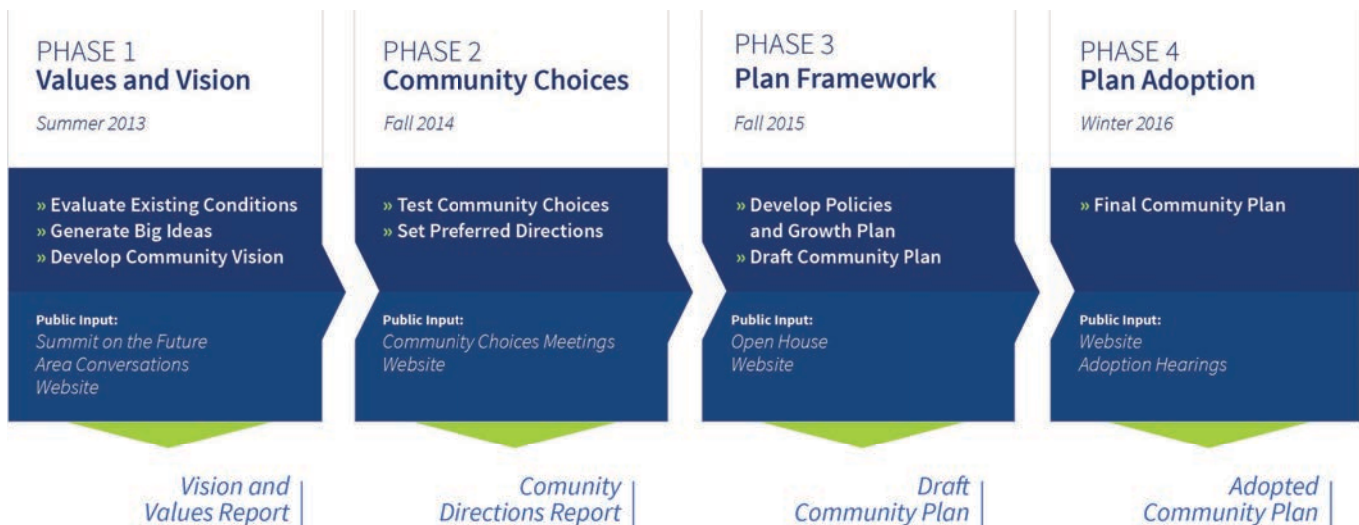 PHASE 1
Values and Vision
Summer 2013
» Evaluate Existing Conditions
» Generate Big Ideas
» Develop Community Vision
Public Input:
Summit on the Future
Area Conversations
Website
Vision and
Values Report
PHASE 2
Community Choices
Fall 2014
» Test Community Choices
» Set Preferred Directions
Public Input:
Community Choices Meetings
Website
Comunity
Directions Report
PHASE 3
Plan Framework
Fall 2015
» Develop Policies
and Growth Plan
» Draft Community Plan
Public Input:
Open House
Website
Draft
Community Plan
PHASE 4
Plan Adoption
Winter 2016
» Final Community Plan
Public Input:
Website
Adoption Hearings
Adopted
Community Plan